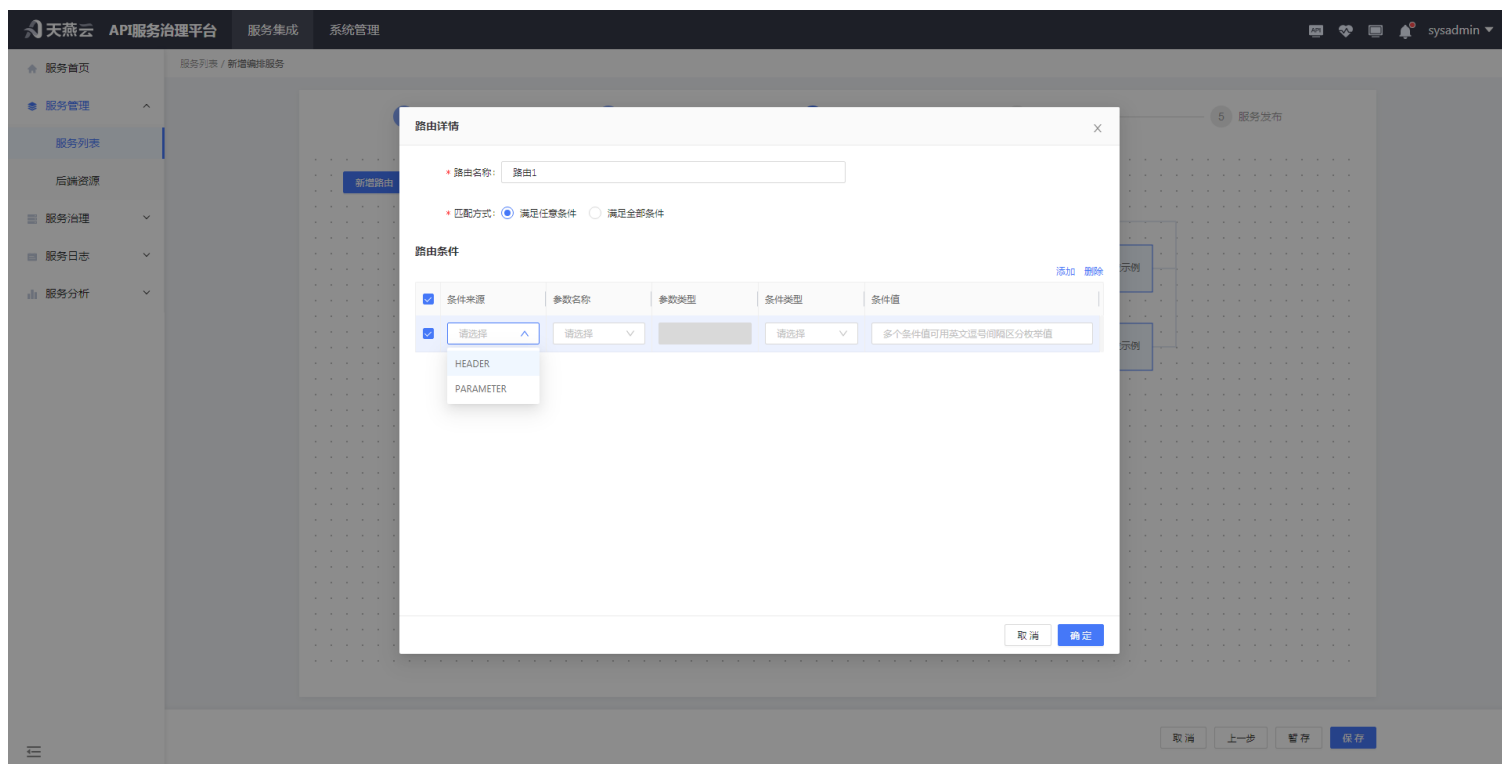 天燕云 API服务治理平台 服务集成 系统管理 API sysadmin
服务首页
服务列表 / 新增编排服务
服务管理
服务列表
后端资源
服务治理
服务日志
服务分析
5 服务发布
新增路由
路由详情
* 路由名称: 路由1
* 匹配方式: 满足任意条件 满足全部条件
路由条件
添加 删除
示例
条件来源 参数名称 参数类型 条件类型 条件值
请选择 请选择 请选择 多个条件值可用英文逗号间隔区分枚举值
示例
HEADER
PARAMETER
取 消 确 定
取 消 上一步 暂 存 保 存